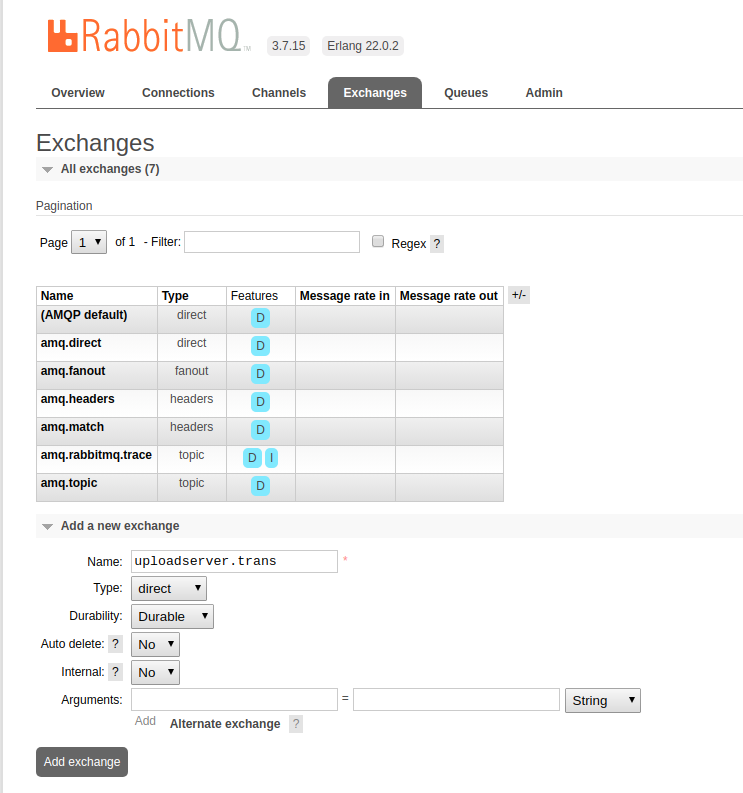 RabbitMQ TM 3.7.15 Erlang 22.0.2
Overview Connections Channels Exchanges Queues Admin
Exchanges
All exchanges (7)
Pagination
Page 1 of 1 - Filter: Regex ?
Name Type Features Message rate in Message rate out +/-
(AMQP default) direct D
amq.direct direct D
amq.fanout fanout D
amq.headers headers D
amq.match headers D
amq.rabbitmq.trace topic D I
amq.topic topic D
Add a new exchange
Name: uploadserver.trans *
Type: direct
Durability: Durable
Auto delete: ? No
Internal: ? No
Arguments: = String
Add Alternate exchange ?
Add exchange